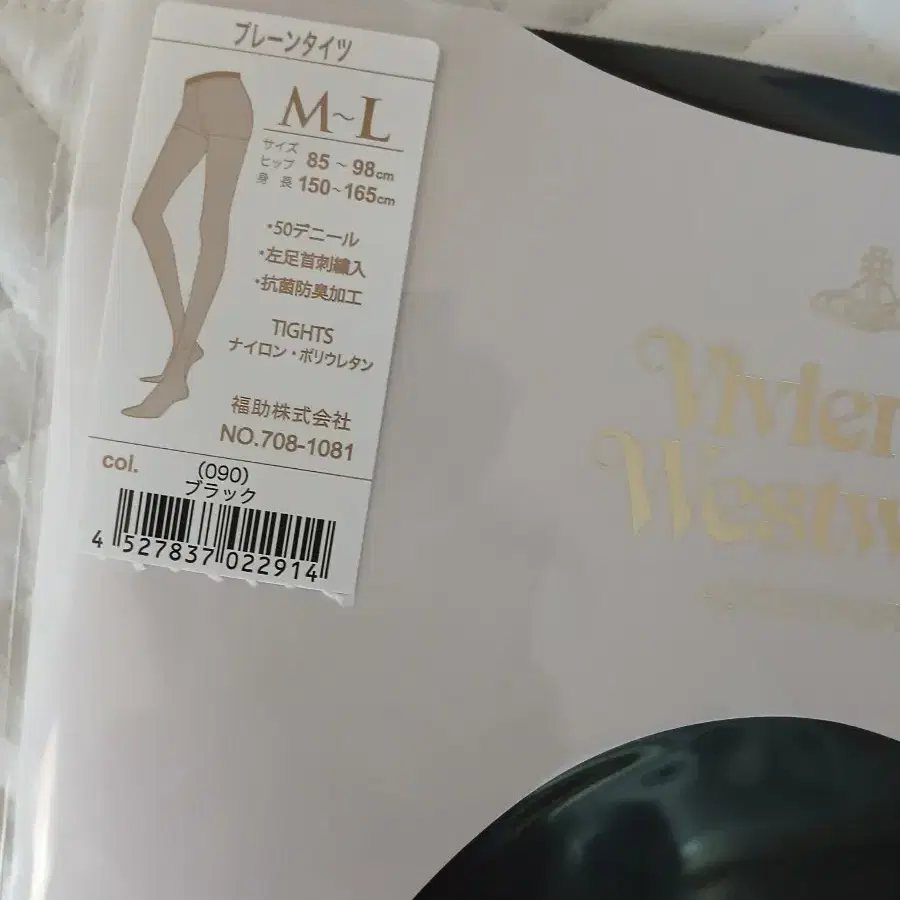 プレーンタイツ
M~L
サイズ
ヒップ 85 ~ 98cm
身 長 150~165cm
・50デニール
・左足首刺繍入
・抗菌防臭加工
TIGHTS
ナイロン・ポリウレタン
福助株式会社
NO.708-1081
col. (090)
ブラック
4 527837 022914
Vivien
Westw